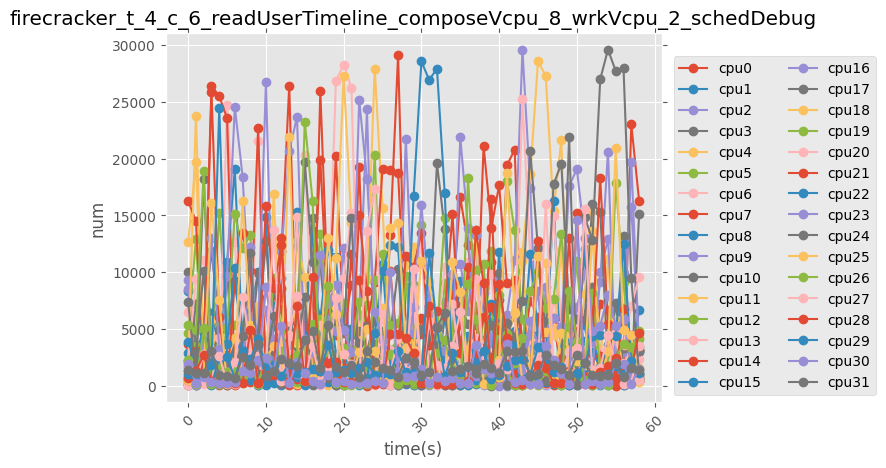 firecracker_t_4_c_6_readUserTimeline_composeVcpu_8_wrkVcpu_2_schedDebug
30000
25000
20000
15000
10000
5000
0
num
0
10
20
30
40
50
60
time(s)
cpu0
cpu1
cpu2
cpu3
cpu4
cpu5
cpu6
cpu7
cpu8
cpu9
cpu10
cpu11
cpu12
cpu13
cpu14
cpu15
cpu16
cpu17
cpu18
cpu19
cpu20
cpu21
cpu22
cpu23
cpu24
cpu25
cpu26
cpu27
cpu28
cpu29
cpu30
cpu31